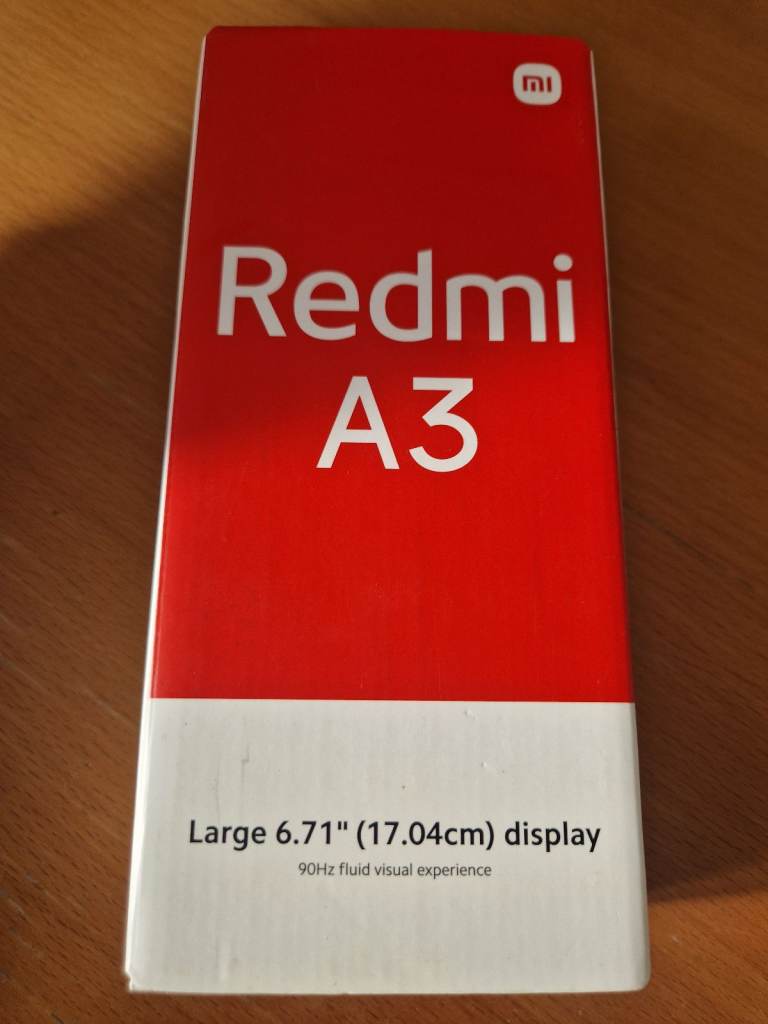 mi
Redmi
A3
Large 6.71" (17.04cm) display
90Hz fluid visual experience